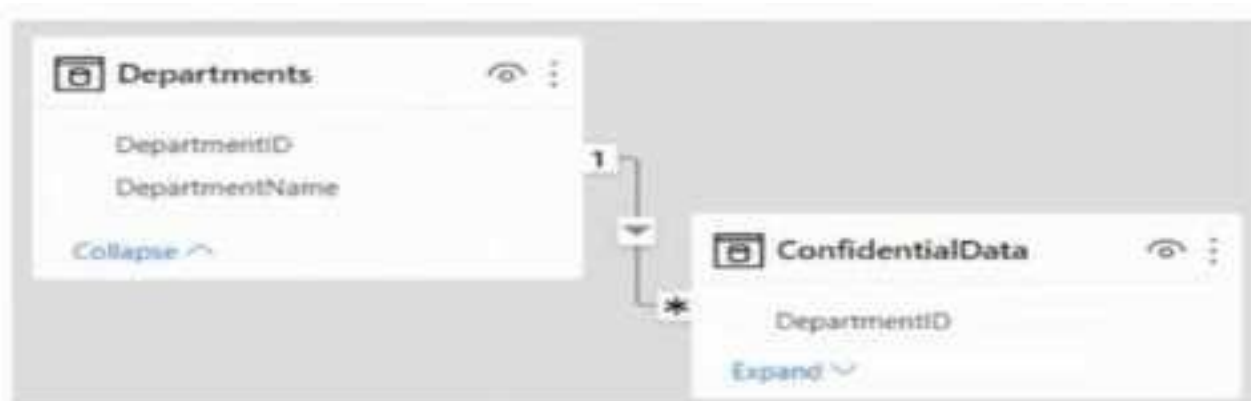 Departments
DepartmentID
DepartmentName
Collapse
1
*
ConfidentialData
DepartmentID
Expand